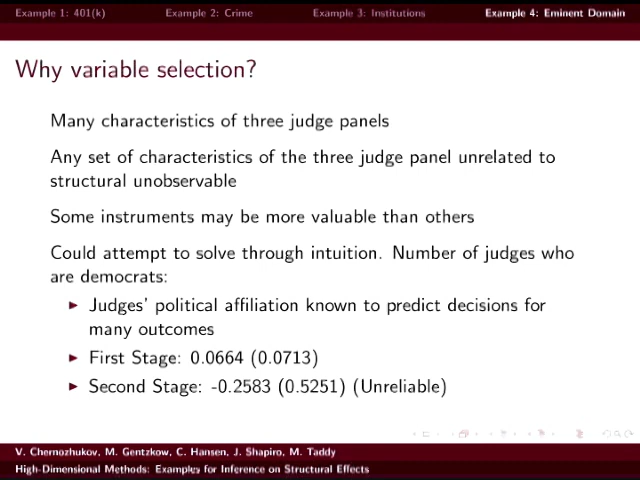 Example 1: 401(k) Example 2: Crime Example 3: Institutions Example 4: Eminent Domain
Why variable selection?
Many characteristics of three judge panels
Any set of characteristics of the three judge panel unrelated to
structural unobservable
Some instruments may be more valuable than others
Could attempt to solve through intuition. Number of judges who
are democrats:
Judges' political affiliation known to predict decisions for
many outcomes
First Stage: 0.0664 (0.0713)
Second Stage: -0.2583 (0.5251) (Unreliable)
V. Chernozhukov, M. Gentzkow, C. Hansen, J. Shapiro, M. Taddy
High-Dimensional Methods: Examples for Inference on Structural Effects